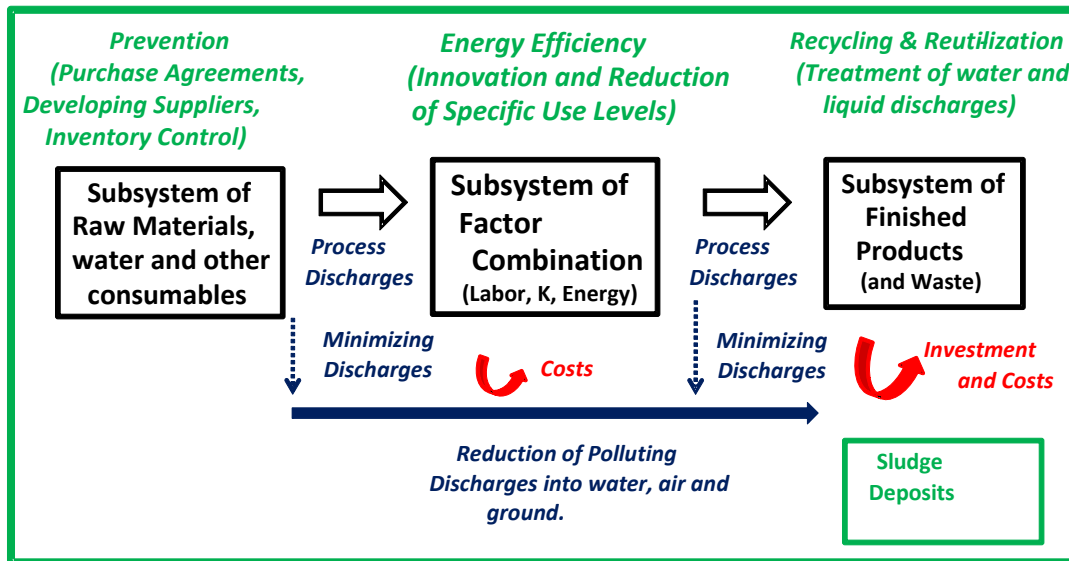 Prevention
(Purchase Agreements,
Developing Suppliers,
Inventory Control)
Energy Efficiency
(Innovation and Reduction
of Specific Use Levels)
Recycling & Reutilization
(Treatment of water and
liquid discharges)
Subsystem of
Raw Materials,
water and other
consumables
Process
Discharges
Subsystem of
Factor
Combination
(Labor, K, Energy)
Process
Discharges
Subsystem of
Finished
Products
(and Waste)
Minimizing
Discharges
Costs
Minimizing
Discharges
Investment
and Costs
Reduction of Polluting
Discharges into water, air and
ground.
Sludge
Deposits